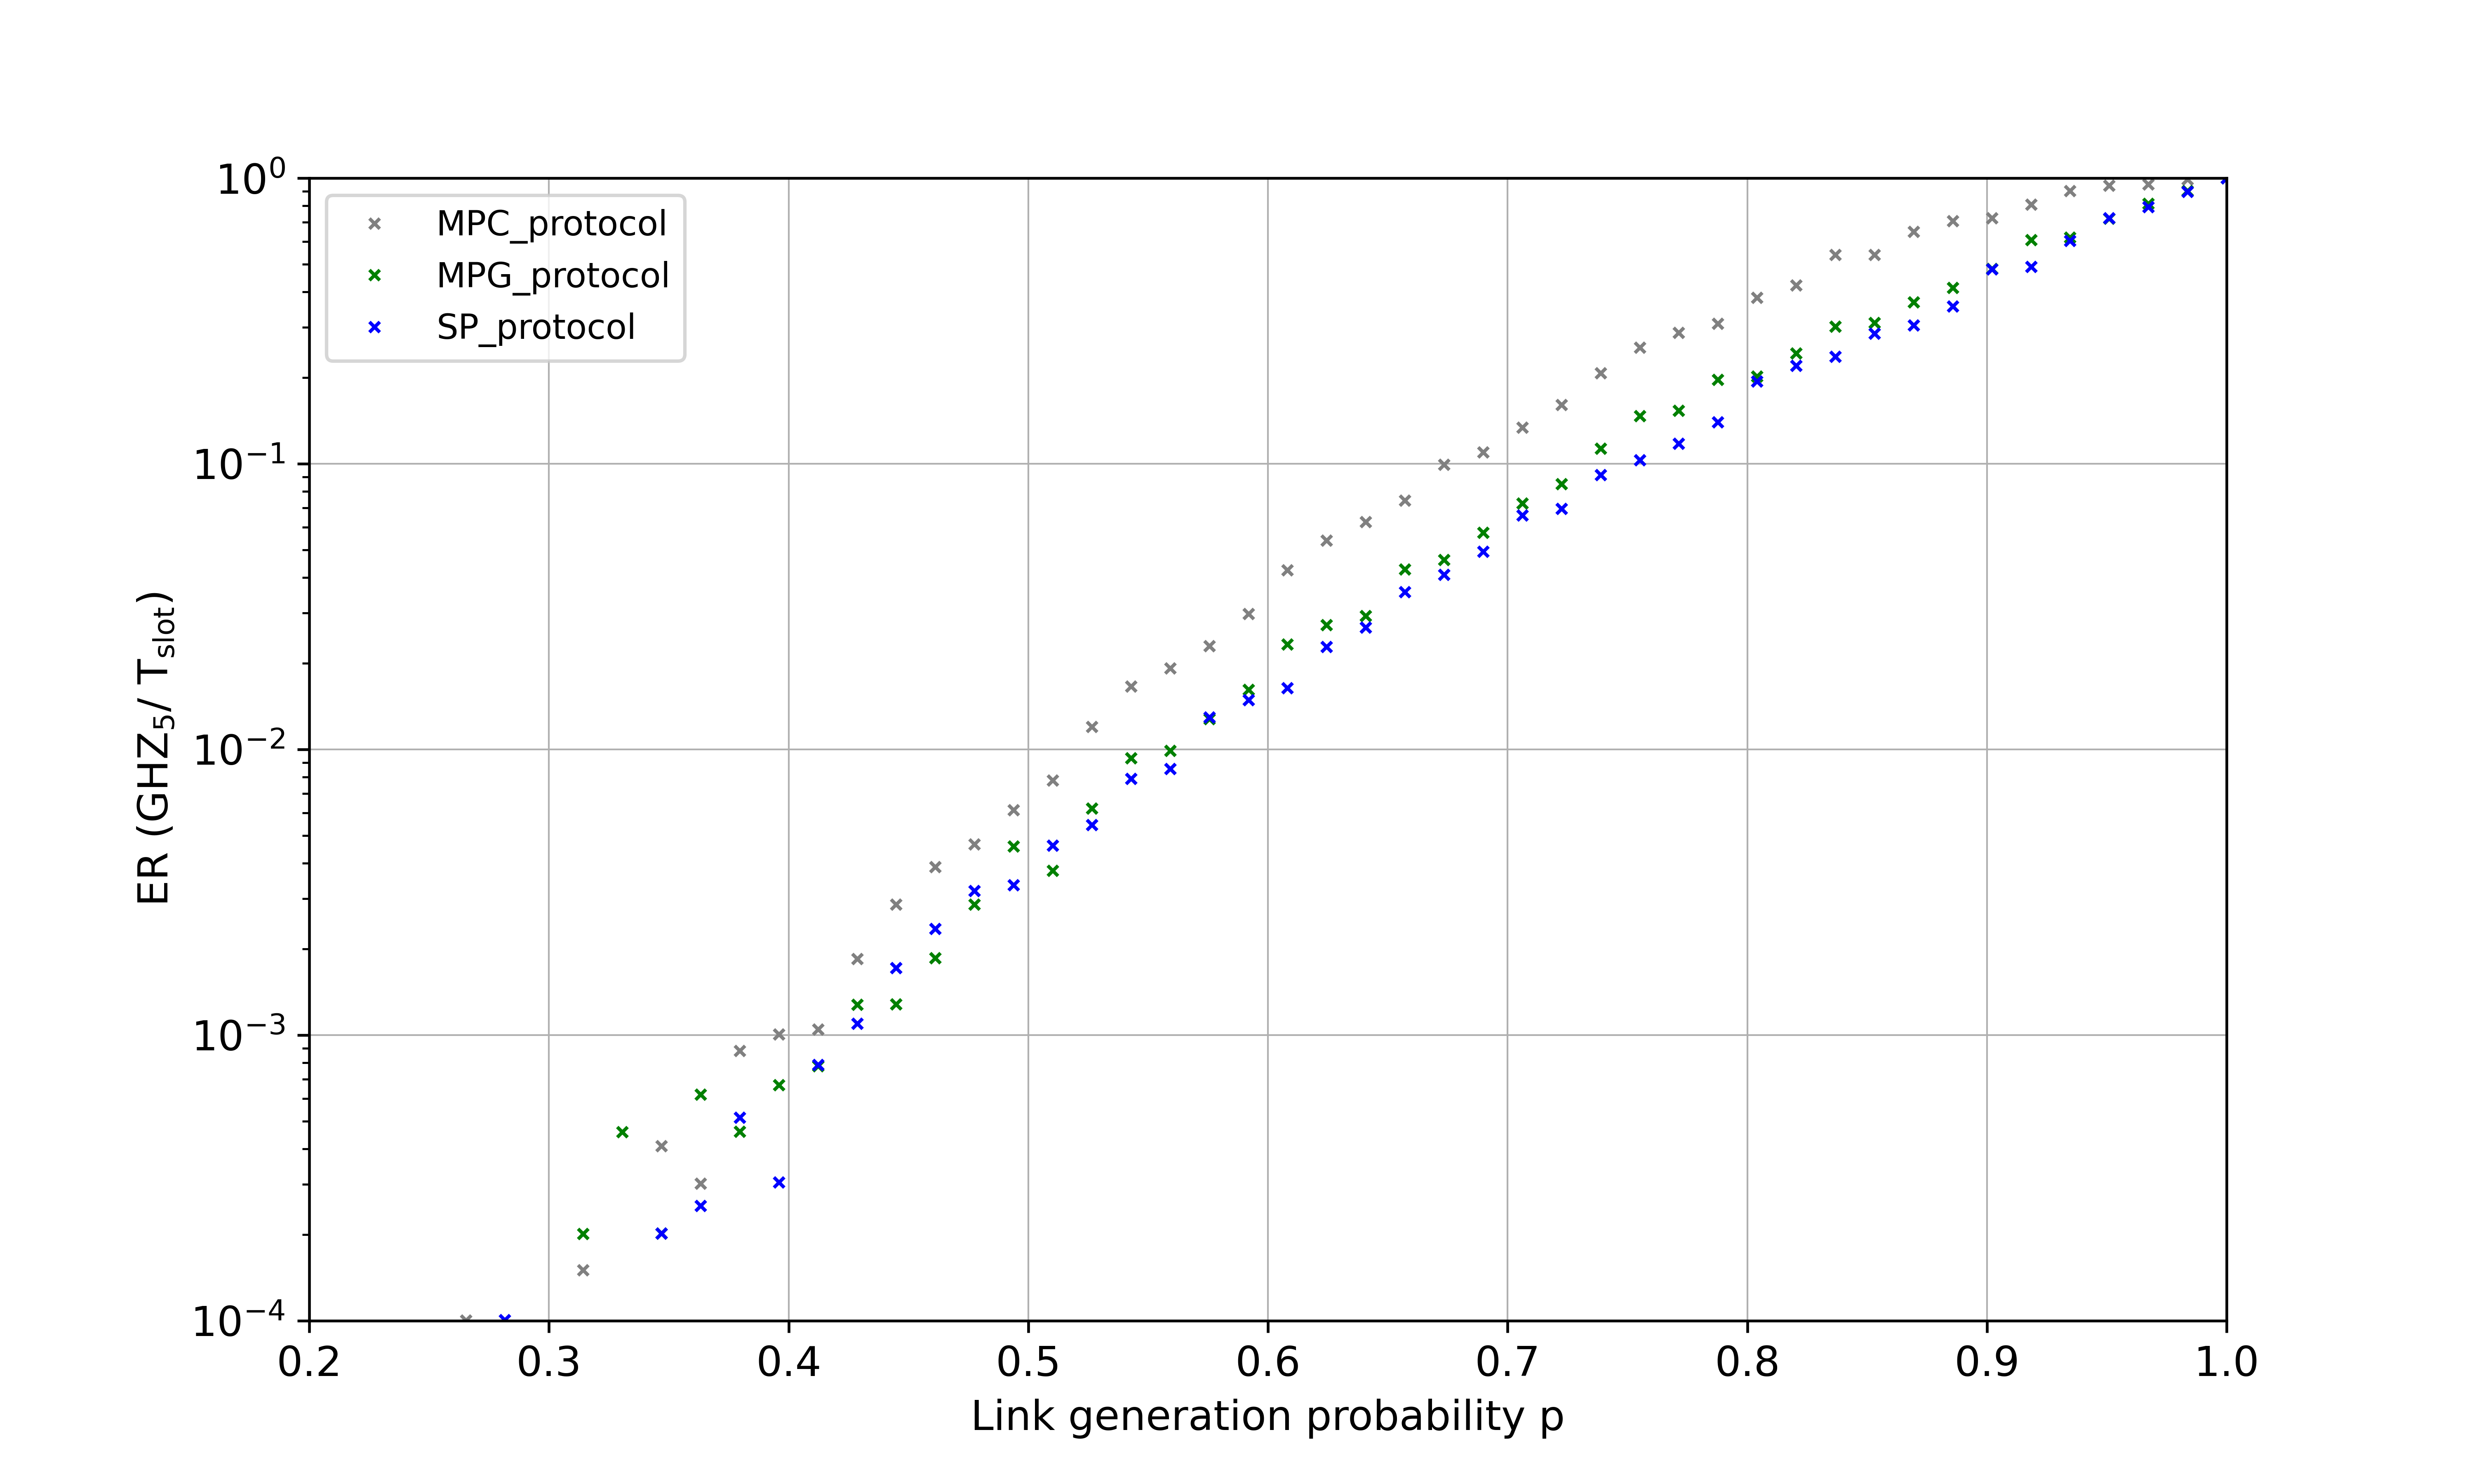 10⁰
10⁻¹
10⁻²
10⁻³
10⁻⁴
ER (GHZ₅/ Tₛₗₒₜ)
MPC_protocol
MPG_protocol
SP_protocol
0.2 0.3 0.4 0.5 0.6 0.7 0.8 0.9 1.0
Link generation probability p